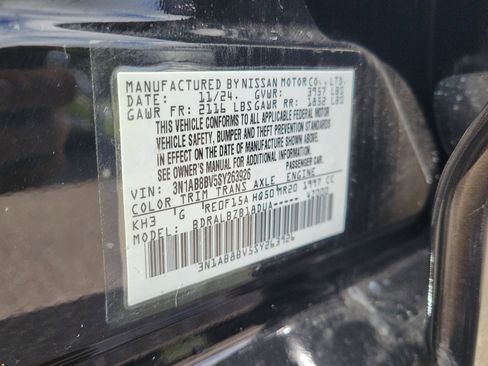 MANUFACTURED BY NISSAN MOTOR CO., LTD.
DATE: 11/24 GVWR: 3957 LBS
GAWR FR: 2116 LBS GAWR RR: 1852 LBS
THIS VEHICLE CONFORMS TO ALL APPLICABLE FEDERAL MOTOR
VEHICLE SAFETY, BUMPER AND THEFT PREVENTION STANDARDS
IN EFFECT ON THE DATE OF MANUFACTURE SHOWN ABOVE.
SEE OWNER'S MANUAL FOR ADDITIONAL INFORMATION.
VIN: 3N1AB8BV5SY263926 PASSENGER CAR
COLOR TRIM TRANS AXLE ENGINE
KH3 G RE0F15A HQ50 MR20 1997 CC
MODEL: BDRALBZB18DUA-----
3N1AB8BV5SY263926